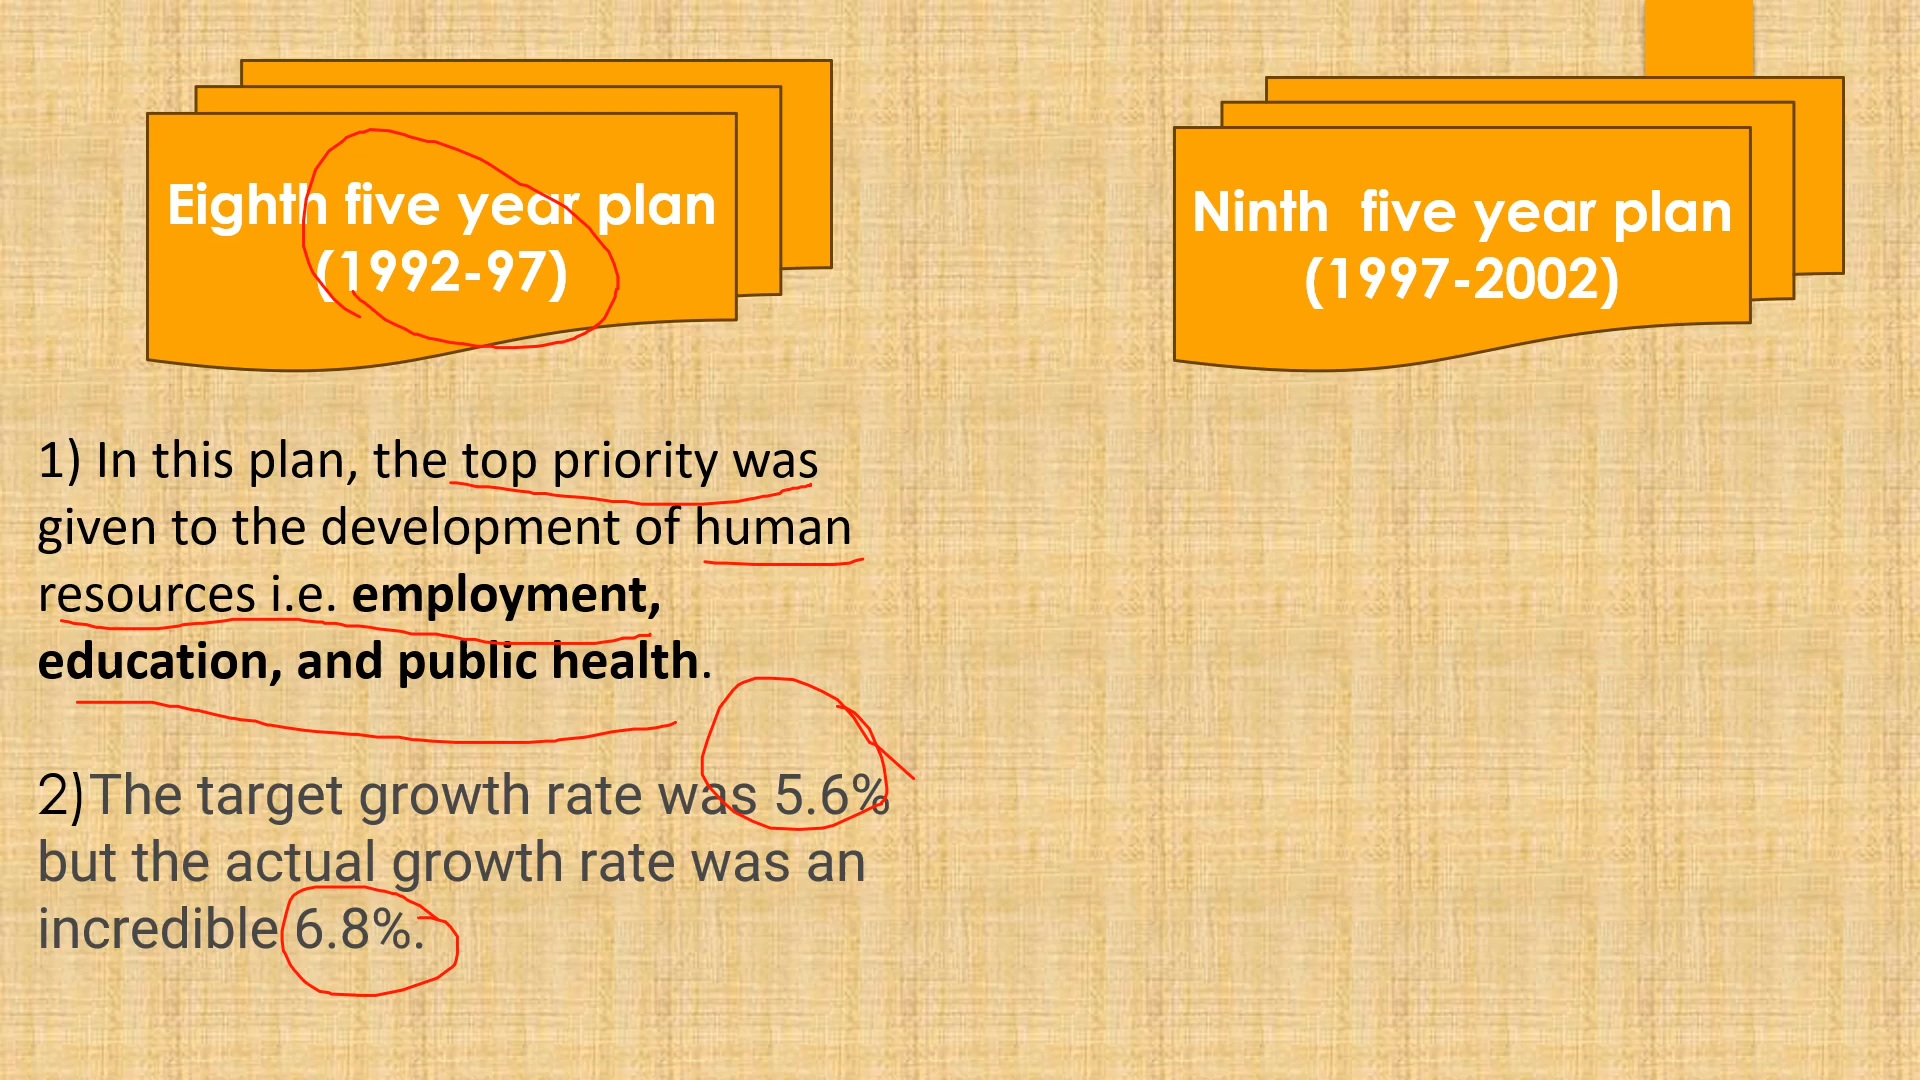 Eighth five year plan
(1992-97)
Ninth five year plan
(1997-2002)
1) In this plan, the top priority was
given to the development of human
resources i.e. employment,
education, and public health.
2)The target growth rate was 5.6%
but the actual growth rate was an
incredible 6.8%.